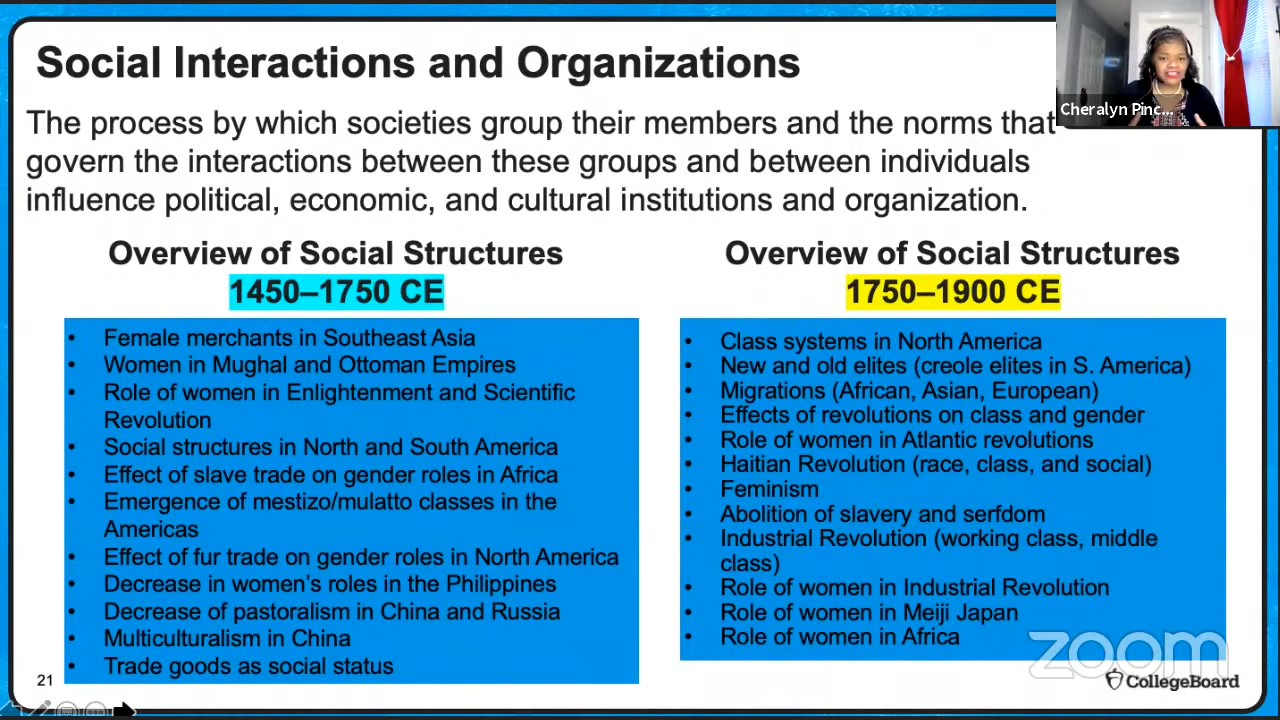 Social Interactions and Organizations
Cheralyn Pinc...
The process by which societies group their members and the norms that
govern the interactions between these groups and between individuals
influence political, economic, and cultural institutions and organization.
Overview of Social Structures
1450–1750 CE
• Female merchants in Southeast Asia
• Women in Mughal and Ottoman Empires
• Role of women in Enlightenment and Scientific
Revolution
• Social structures in North and South America
• Effect of slave trade on gender roles in Africa
• Emergence of mestizo/mulatto classes in the
Americas
• Effect of fur trade on gender roles in North America
• Decrease in women's roles in the Philippines
• Decrease of pastoralism in China and Russia
• Multiculturalism in China
• Trade goods as social status
Overview of Social Structures
1750–1900 CE
• Class systems in North America
• New and old elites (creole elites in S. America)
• Migrations (African, Asian, European)
• Effects of revolutions on class and gender
• Role of women in Atlantic revolutions
• Haitian Revolution (race, class, and social)
• Feminism
• Abolition of slavery and serfdom
• Industrial Revolution (working class, middle
class)
• Role of women in Industrial Revolution
• Role of women in Meiji Japan
• Role of women in Africa
21
zoom
CollegeBoard